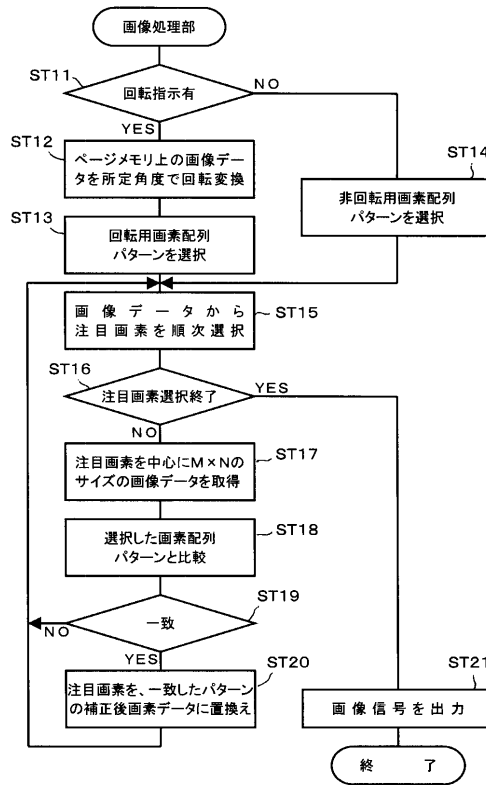 画像処理部
ST11
回転指示有
NO
YES
ST12
ページメモリ上の画像デー
タを所定角度で回転変換
ST14
非回転用画素配列
パターンを選択
ST13
回転用画素配列
パターンを選択
画像データから
注目画素を順次選択
ST15
ST16
注目画素選択終了
YES
NO
注目画素を中心にM×Nの
サイズの画像データを取得
ST17
選択した画素配列
パターンと比較
ST18
一致
ST19
NO
YES
ST20
注目画素を、一致したパターン
の補正後画素データに置換え
ST21
画像信号を出力
終 了